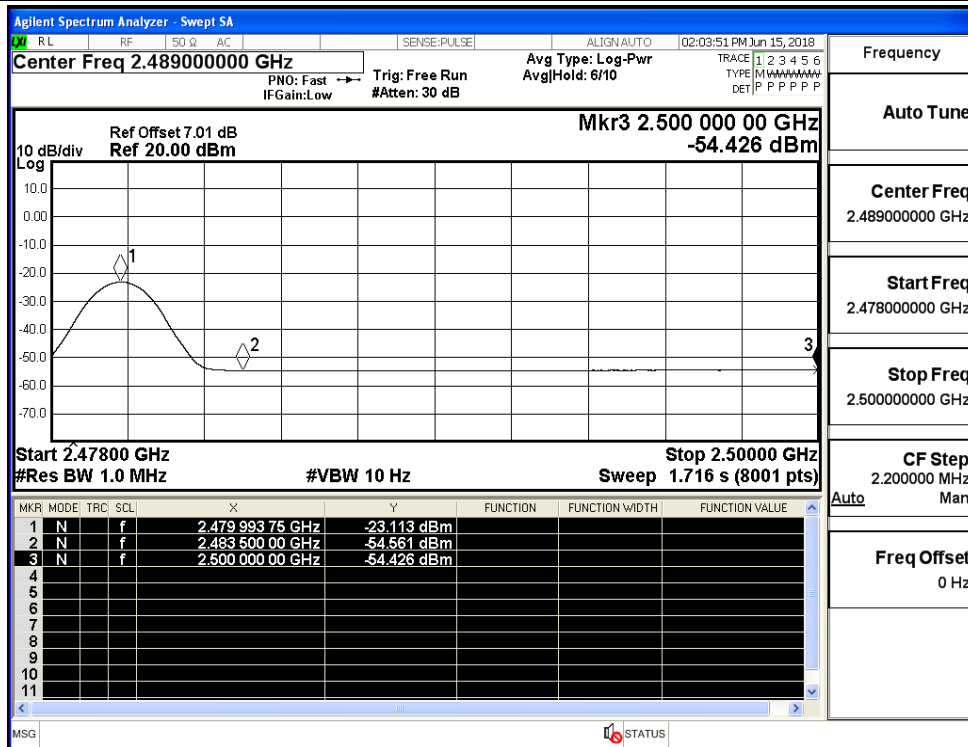 Agilent Spectrum Analyzer - Swept SA
LXI RL RF 50 Ω AC SENSE:PULSE ALIGN AUTO 02:03:51 PM Jun 15, 2018
Center Freq 2.489000000 GHz
PNO: Fast
IFGain:Low
Trig: Free Run
#Atten: 30 dB
Avg Type: Log-Pwr
Avg|Hold: 6/10
TRACE 1 2 3 4 5 6
TYPE M W W W W W
DET P P P P P P
Mkr3 2.500 000 00 GHz
-54.426 dBm
Ref Offset 7.01 dB
10 dB/div Ref 20.00 dBm
Log
10.0
0.00
-10.0
-20.0
-30.0
-40.0
-50.0
-60.0
-70.0
1
2
3
Start 2.47800 GHz Stop 2.50000 GHz
#Res BW 1.0 MHz #VBW 10 Hz Sweep 1.716 s (8001 pts)
MKR MODE TRC SCL X Y FUNCTION FUNCTION WIDTH FUNCTION VALUE
1 N f 2.479 993 75 GHz -23.113 dBm
2 N f 2.483 500 00 GHz -54.561 dBm
3 N f 2.500 000 00 GHz -54.426 dBm
4
5
6
7
8
9
10
11
MSG STATUS
Frequency
Auto Tune
Center Freq
2.489000000 GHz
Start Freq
2.478000000 GHz
Stop Freq
2.500000000 GHz
CF Step
2.200000 MHz
Auto Man
Freq Offset
0 Hz